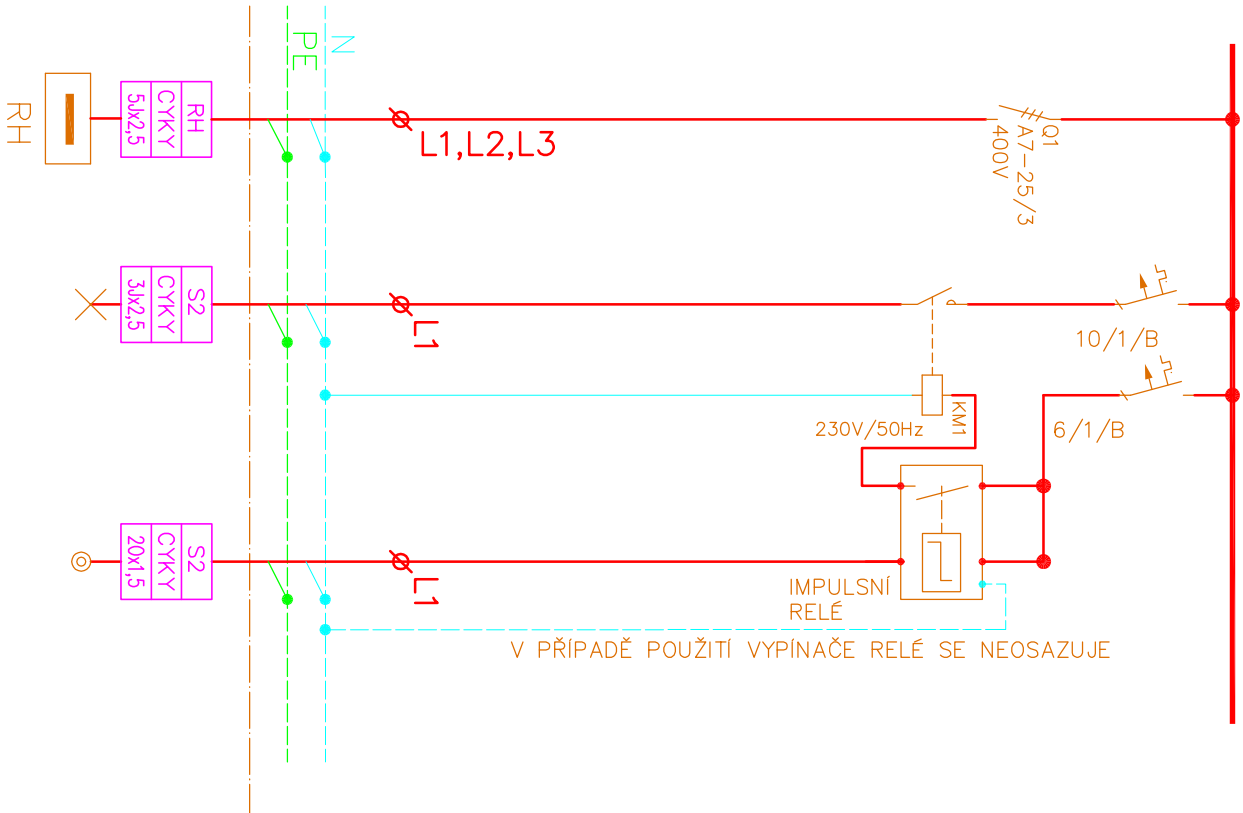 N
PE
RH
RH
CYKY
5Jx2,5
L1,L2,L3
Q1
A7-25/3
400V
S2
CYKY
3Jx2,5
L1
10/1/B
KM1
230V/50Hz
6/1/B
S2
CYKY
20x1,5
L1
IMPULSNÍ
RELÉ
V PŘÍPADĚ POUŽITÍ VYPÍNAČE RELÉ SE NEOSAZUJE